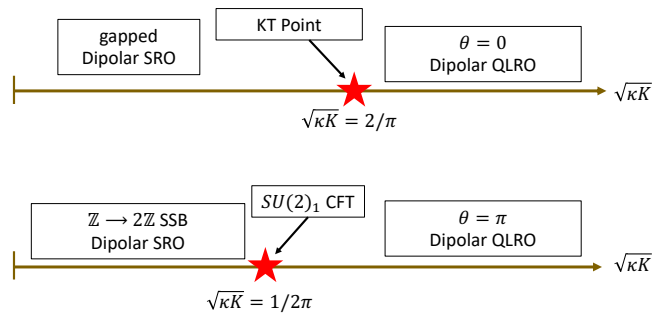 gapped
Dipolar SRO
KT Point
θ = 0
Dipolar QLRO
√κK
√κK = 2/π
ℤ ⟶ 2ℤ SSB
Dipolar SRO
SU(2)₁ CFT
θ = π
Dipolar QLRO
√κK
√κK = 1/2π